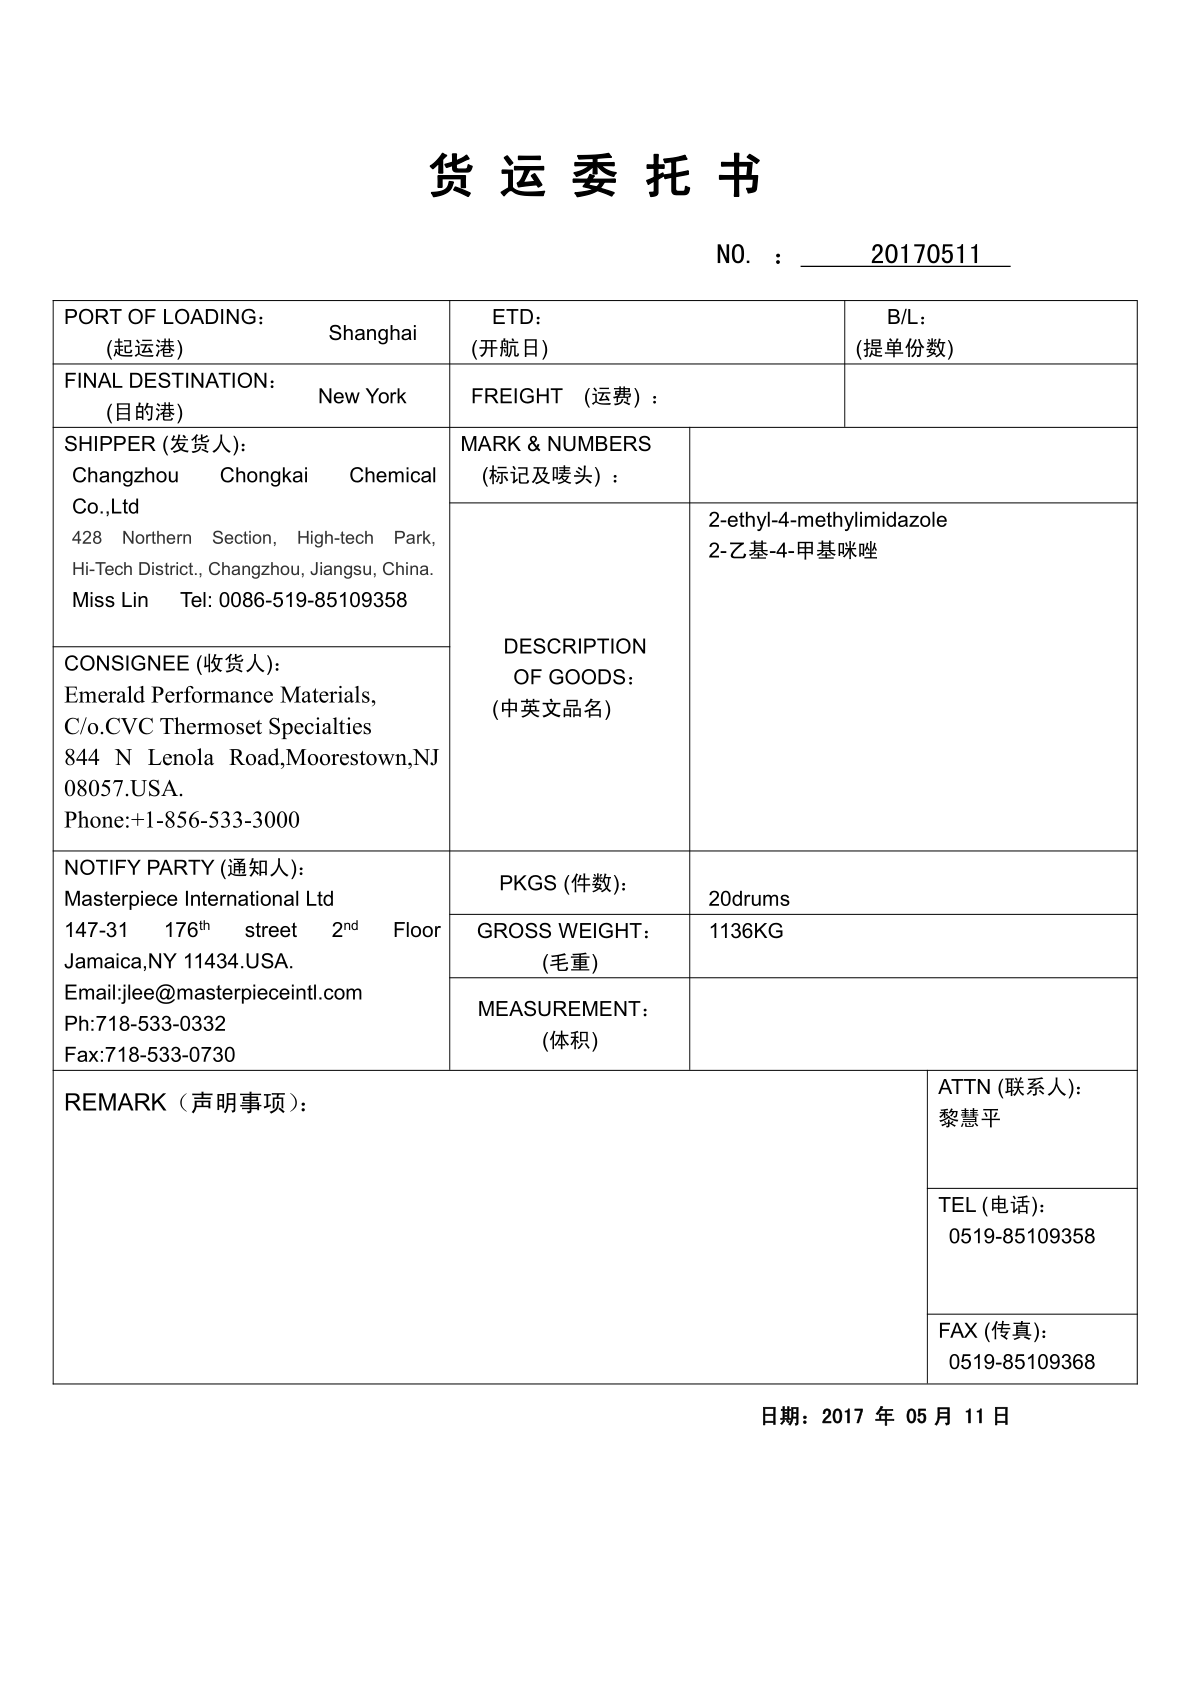 货 运 委 托 书
NO. ： 20170511
PORT OF LOADING：
(起运港)
Shanghai
ETD：
(开航日)
B/L：
(提单份数)
FINAL DESTINATION：
(目的港)
New York
FREIGHT (运费) ：
SHIPPER (发货人)：
Changzhou Chongkai Chemical
Co.,Ltd
428 Northern Section, High-tech Park,
Hi-Tech District., Changzhou, Jiangsu, China.
Miss Lin Tel: 0086-519-85109358
MARK & NUMBERS
(标记及唛头) ：
CONSIGNEE (收货人)：
Emerald Performance Materials,
C/o.CVC Thermoset Specialties
844 N Lenola Road,Moorestown,NJ
08057.USA.
Phone:+1-856-533-3000
DESCRIPTION
OF GOODS：
(中英文品名)
2-ethyl-4-methylimidazole
2-乙基-4-甲基咪唑
NOTIFY PARTY (通知人)：
Masterpiece International Ltd
147-31 176th street 2nd Floor
Jamaica,NY 11434.USA.
Email:jlee@masterpieceintl.com
Ph:718-533-0332
Fax:718-533-0730
PKGS (件数)：
20drums
GROSS WEIGHT：
(毛重)
1136KG
MEASUREMENT：
(体积)
REMARK（声明事项）：
ATTN (联系人)：
黎慧平
TEL (电话)：
0519-85109358
FAX (传真)：
0519-85109368
日期：2017 年 05 月 11 日